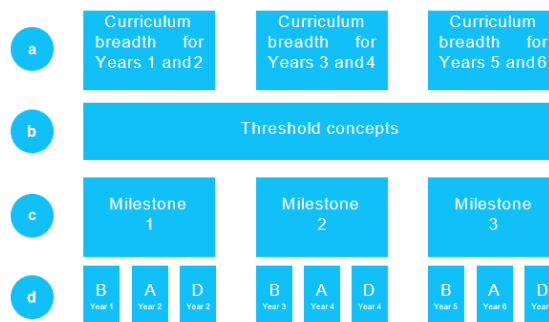 a
Curriculum breadth for Years 1 and 2
Curriculum breadth for Years 3 and 4
Curriculum breadth for Years 5 and 6
b
Threshold concepts
c
Milestone 1
Milestone 2
Milestone 3
d
B
Year 1
A
Year 2
D
Year 2
B
Year 3
A
Year 4
D
Year 4
B
Year 5
A
Year 6
D